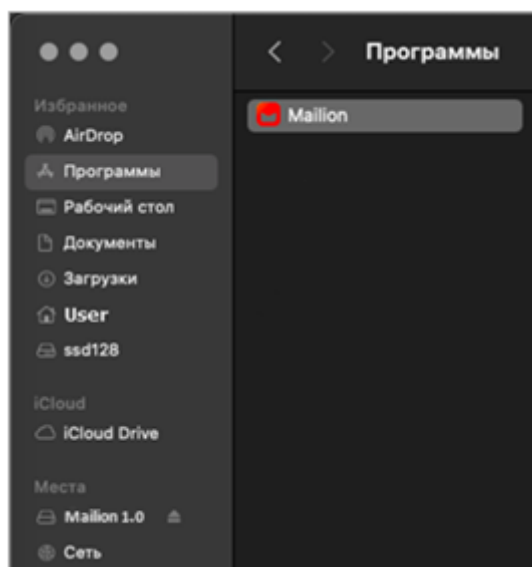 Программы
Избранное
AirDrop
Программы
Рабочий стол
Документы
Загрузки
User
ssd128
iCloud
iCloud Drive
Места
Mailion 1.0
Сеть
Mailion